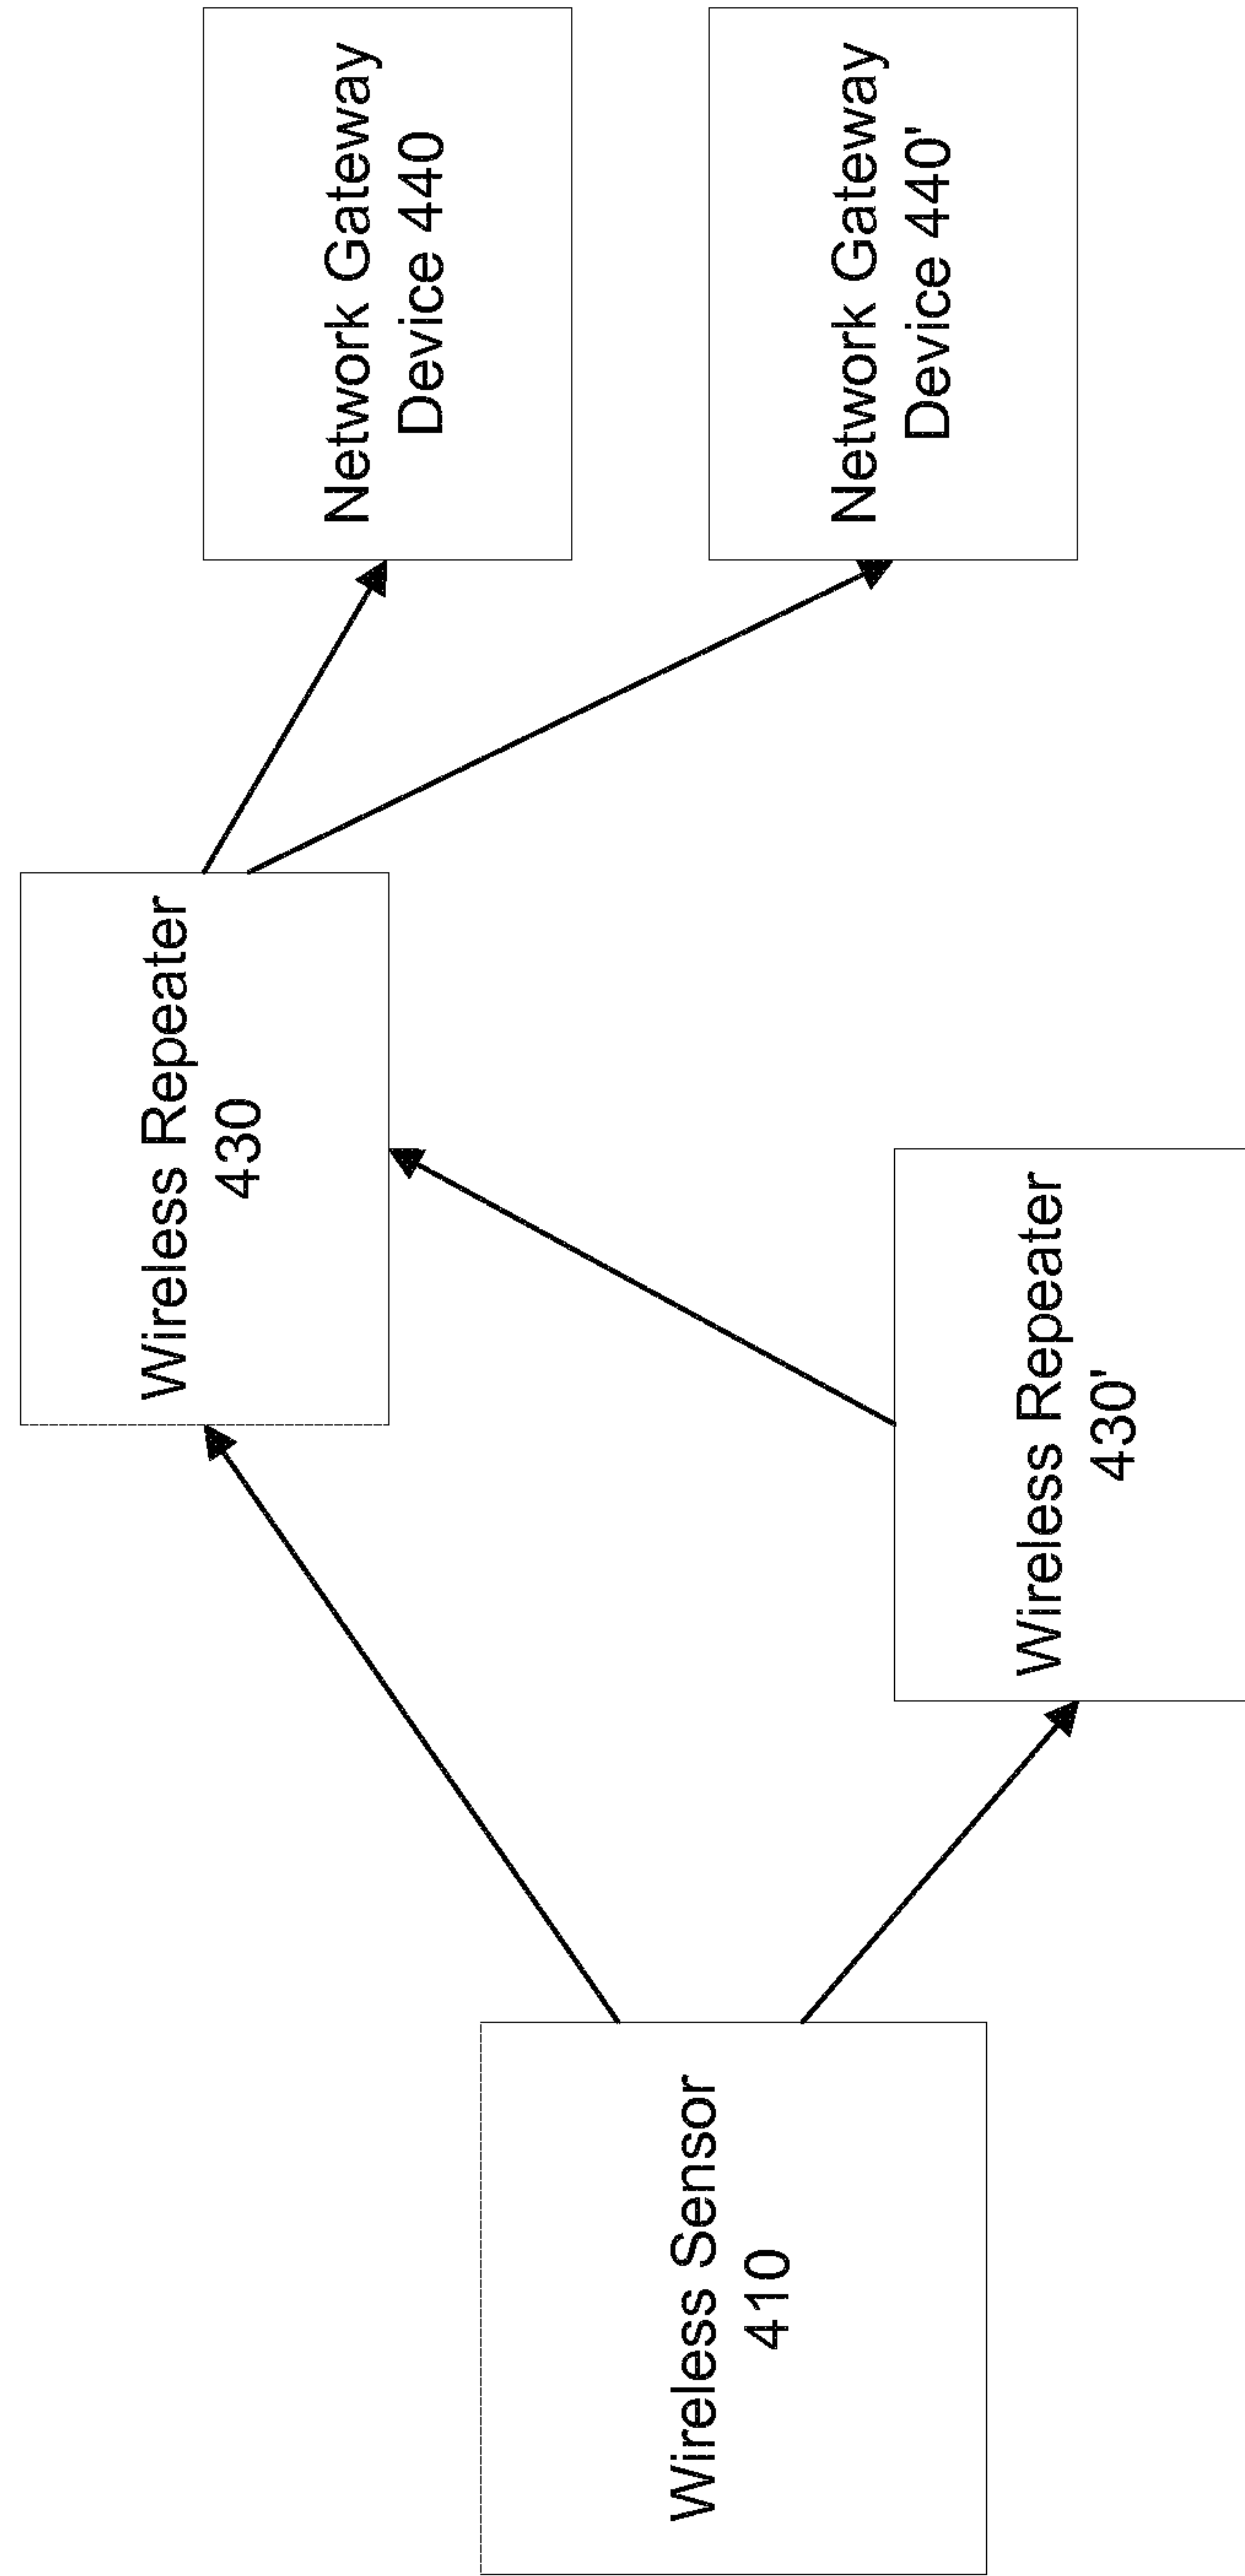 Wireless Sensor
410
Wireless Repeater
430
Wireless Repeater
430'
Network Gateway
Device 440
Network Gateway
Device 440'